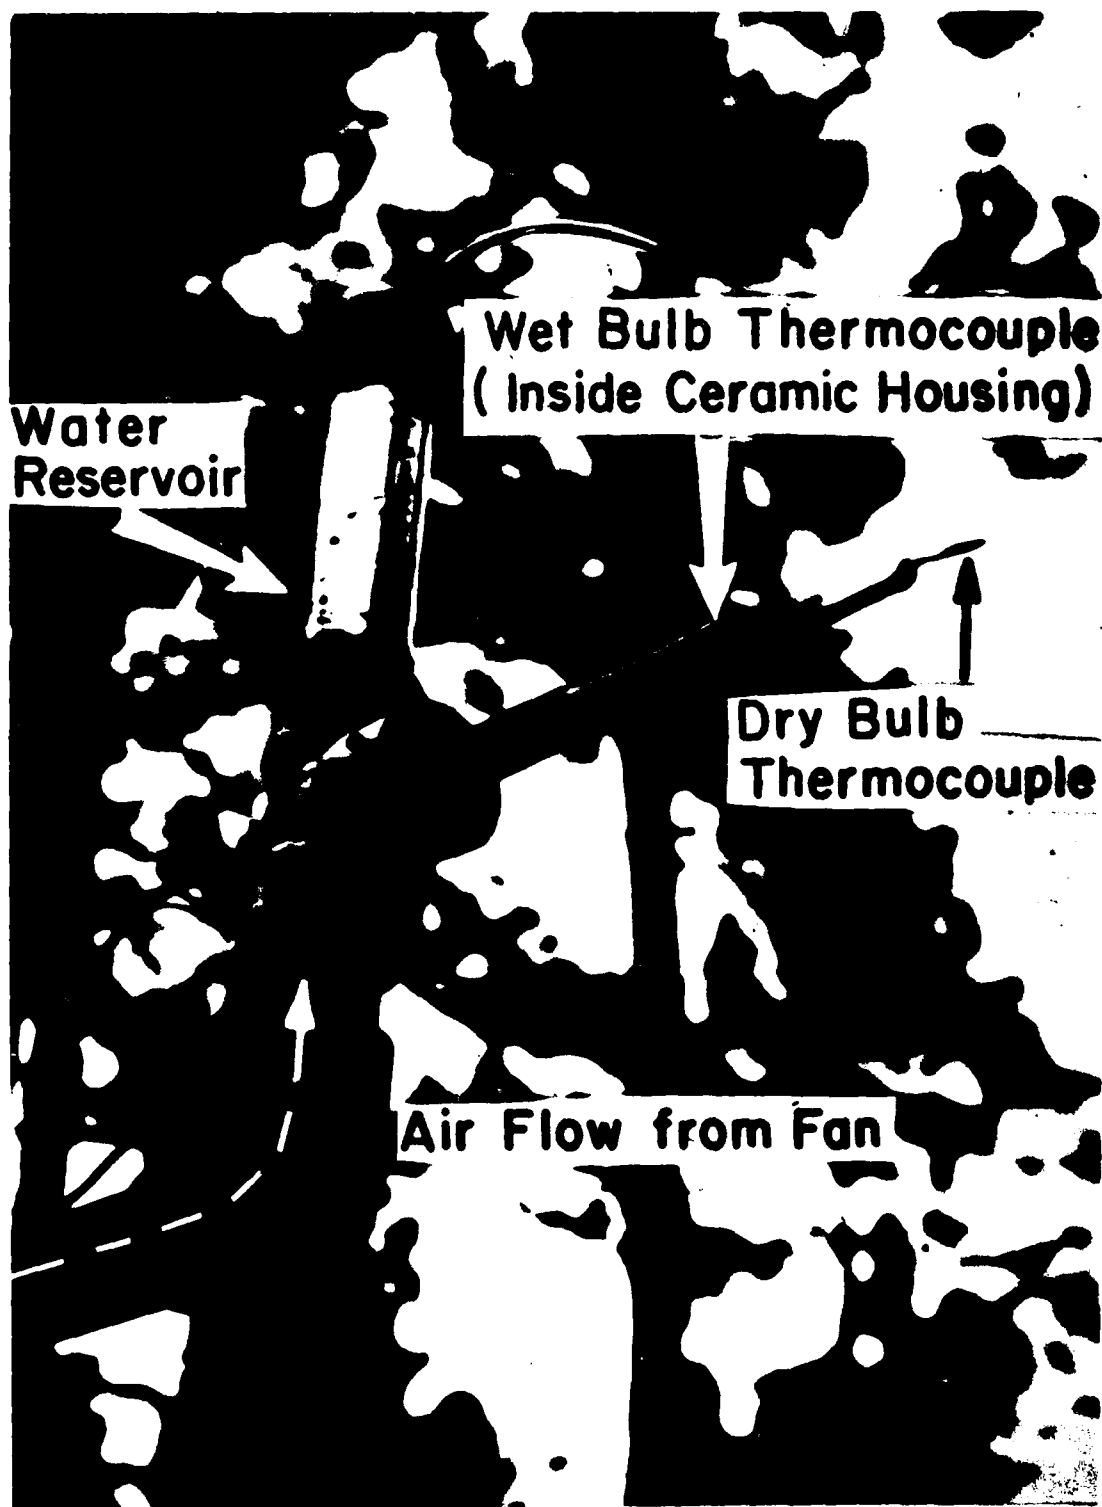 Wet Bulb Thermocouple
( Inside Ceramic Housing)
Water
Reservoir
Dry Bulb
Thermocouple
Air Flow from Fan